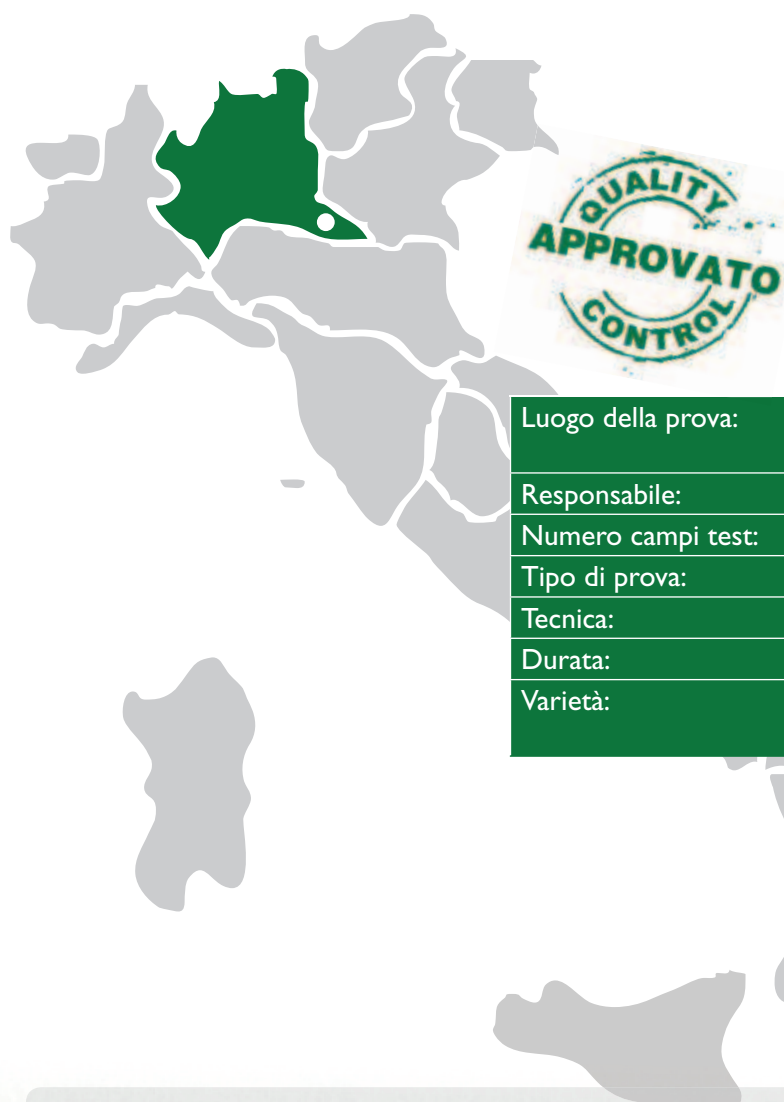 QUALITY
APPROVATO
CONTROL
Luogo della prova:
Responsabile:
Numero campi test:
Tipo di prova:
Tecnica:
Durata:
Varietà: